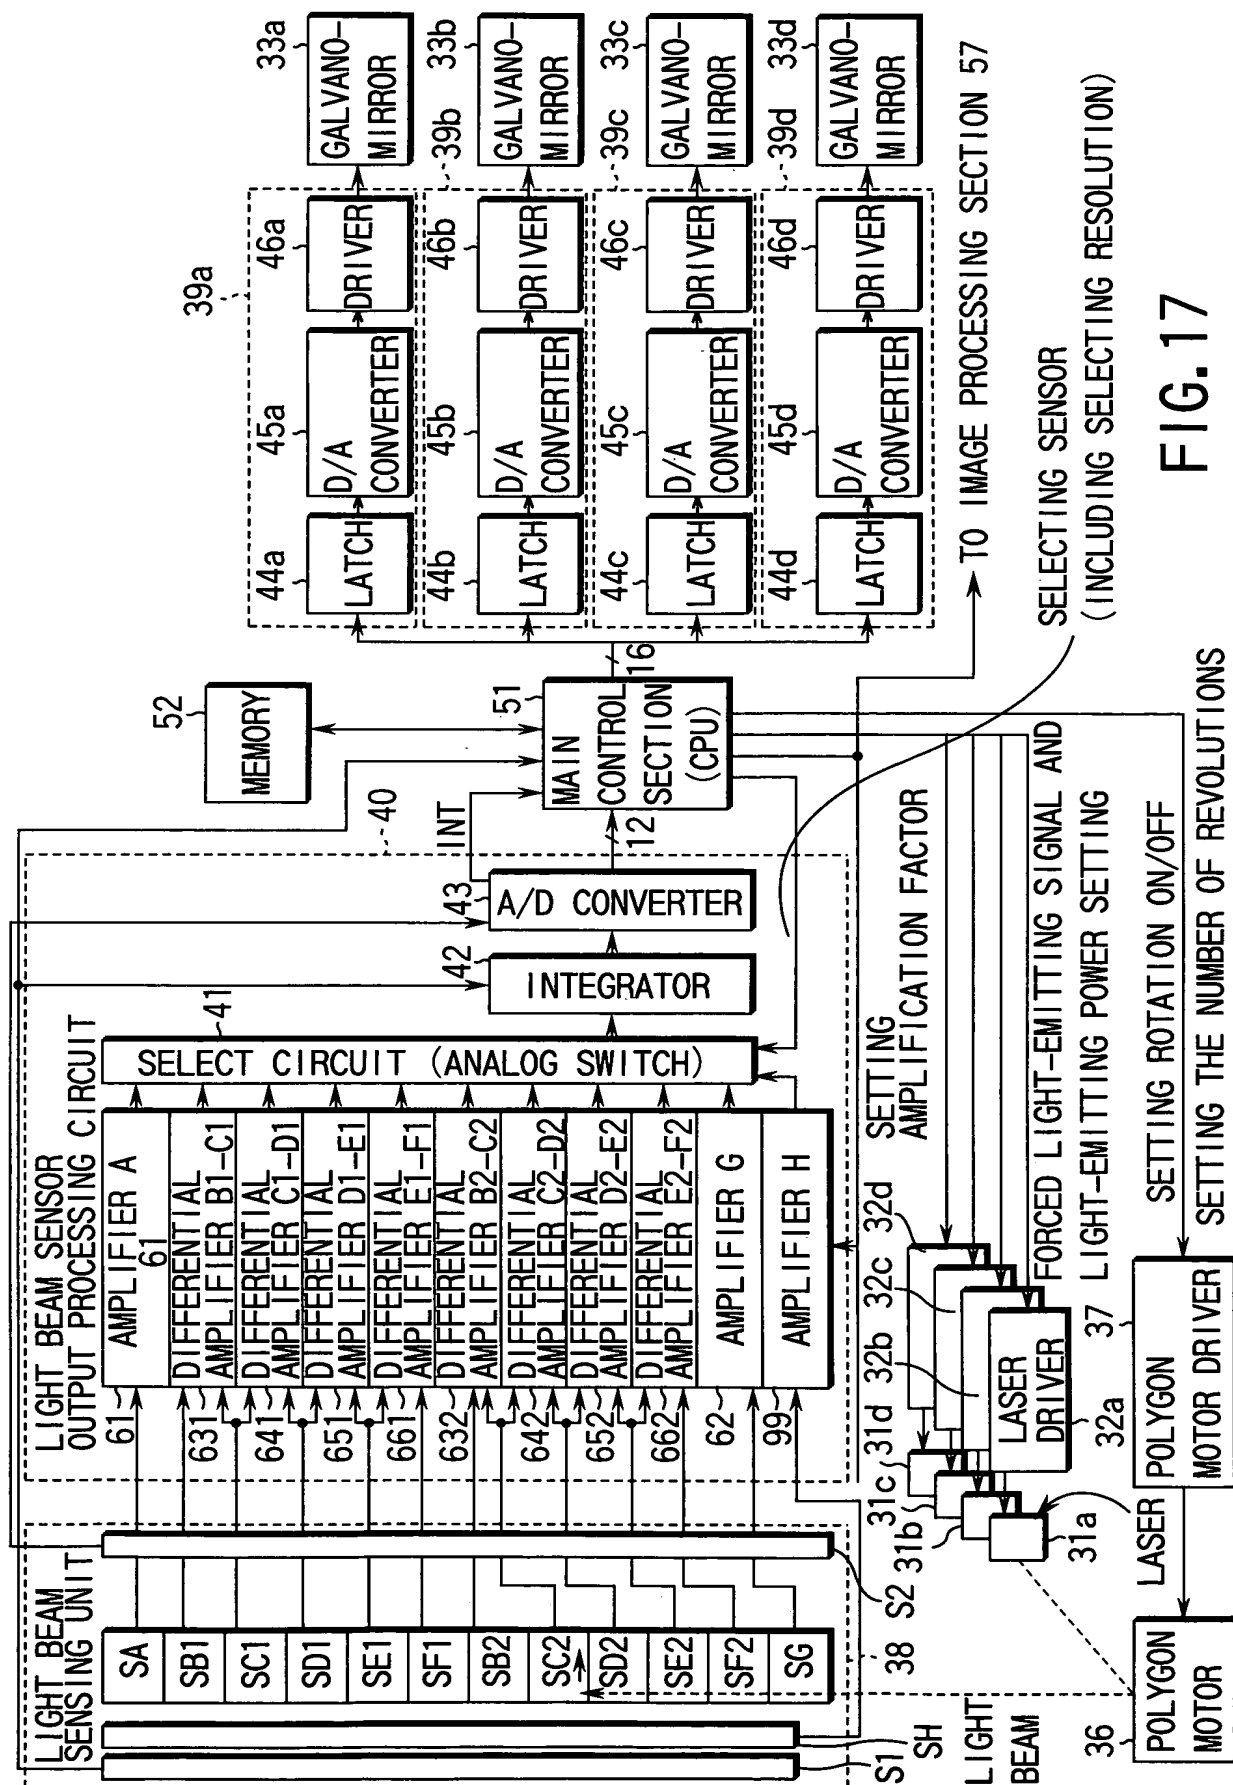 LIGHT BEAM
SENSING UNIT
SA
SB1
SC1
SD1
SE1
SF1
SB2
SC2
SD2
SE2
SF2
SG
S1
SH
S2
38
LIGHT
BEAM
LIGHT BEAM SENSOR
OUTPUT PROCESSING CIRCUIT
40
61
631
641
651
661
632
642
652
662
62
99
AMPLIFIER A
61
DIFFERENTIAL
AMPLIFIER B1-C1
DIFFERENTIAL
AMPLIFIER C1-D1
DIFFERENTIAL
AMPLIFIER D1-E1
DIFFERENTIAL
AMPLIFIER E1-F1
DIFFERENTIAL
AMPLIFIER B2-C2
DIFFERENTIAL
AMPLIFIER C2-D2
DIFFERENTIAL
AMPLIFIER D2-E2
DIFFERENTIAL
AMPLIFIER E2-F2
AMPLIFIER G
AMPLIFIER H
41
SELECT CIRCUIT (ANALOG SWITCH)
42
INTEGRATOR
43
A/D CONVERTER
INT
12
52
MEMORY
51
MAIN
CONTROL
SECTION
(CPU)
16
39a
44a
LATCH
45a
D/A
CONVERTER
46a
DRIVER
33a
GALVANO-
MIRROR
39b
44b
LATCH
45b
D/A
CONVERTER
46b
DRIVER
33b
GALVANO-
MIRROR
39c
44c
LATCH
45c
D/A
CONVERTER
46c
DRIVER
33c
GALVANO-
MIRROR
39d
44d
LATCH
45d
D/A
CONVERTER
46d
DRIVER
33d
GALVANO-
MIRROR
TO IMAGE PROCESSING SECTION 57
SELECTING SENSOR
(INCLUDING SELECTING RESOLUTION)
SETTING
AMPLIFICATION FACTOR
FORCED LIGHT-EMITTING SIGNAL AND
LIGHT-EMITTING POWER SETTING
32d
32c
32b
LASER
DRIVER
32a
31d
31c
31b
31a
LASER
SETTING ROTATION ON/OFF
SETTING THE NUMBER OF REVOLUTIONS
37
POLYGON
MOTOR DRIVER
36
POLYGON
MOTOR
FIG. 17